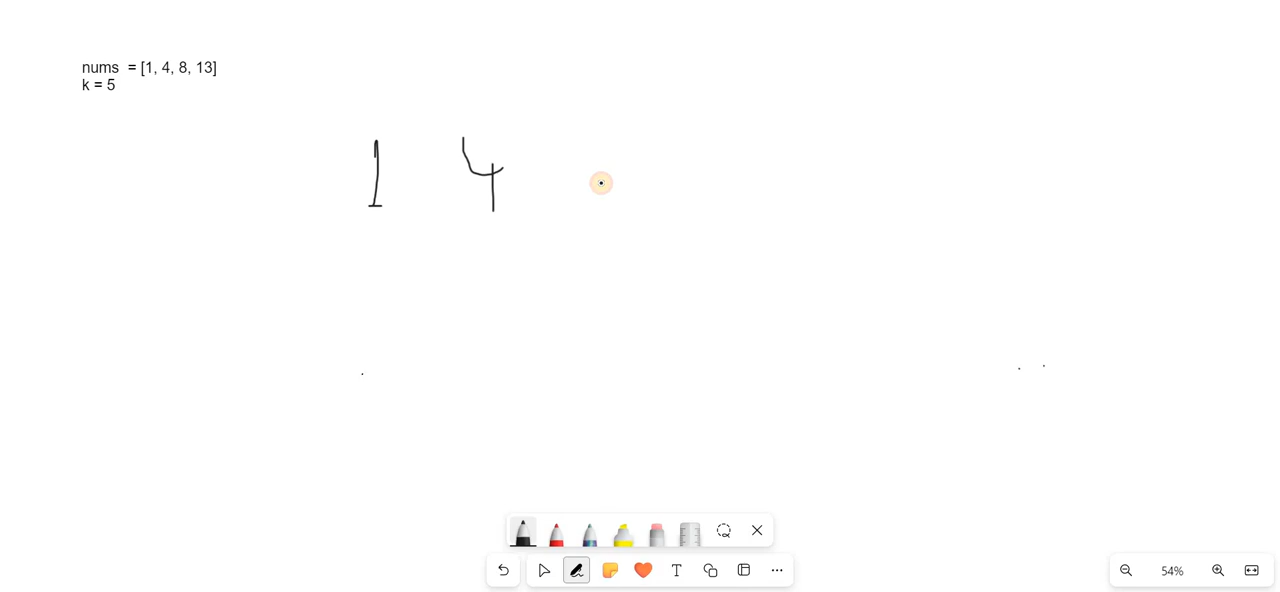 nums = [1, 4, 8, 13]
k = 5
1 4
T
54%